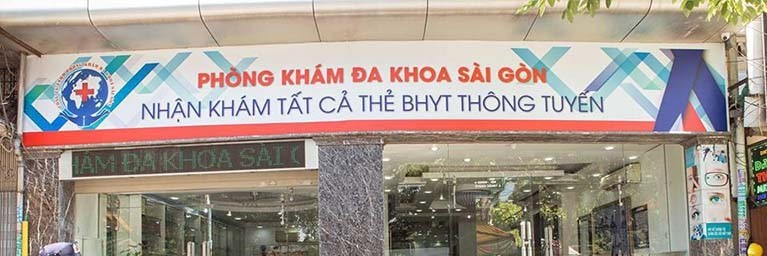 PHÒNG KHÁM ĐA KHOA SÀI GÒN
NHẬN KHÁM TẤT CẢ THẺ BHYT THÔNG TUYẾN
HÁM ĐA KHOA SÀI G